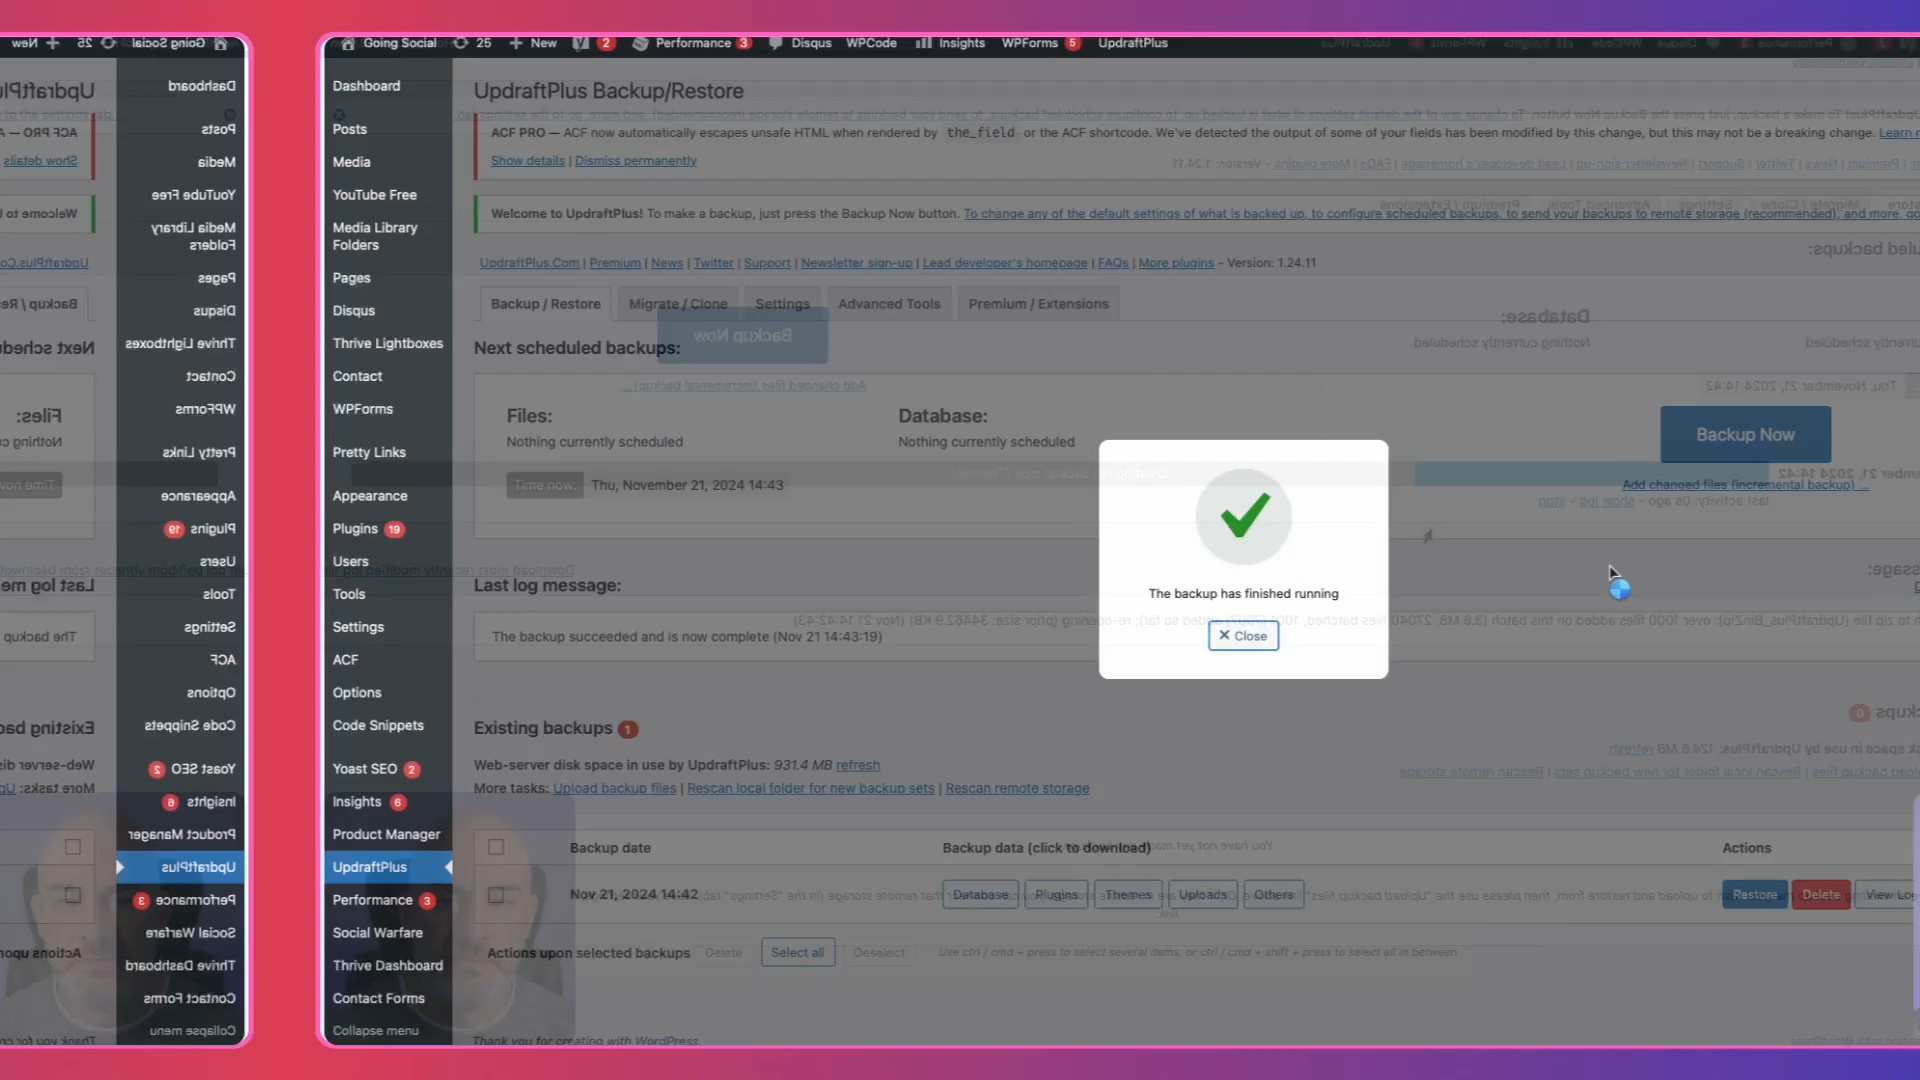 Going Social 25 New 2 Performance 3 Disqus WPCode Insights WPForms 5 UpdraftPlus
Dashboard
Posts
Media
YouTube Free
Media Library
Folders
Pages
Disqus
Thrive Lightboxes
Contact
WPForms
Pretty Links
Appearance
Plugins 19
Users
Tools
Settings
ACF
Options
Code Snippets
Yoast SEO 2
Insights 6
Product Manager
UpdraftPlus
Performance 3
Social Warfare
Thrive Dashboard
Contact Forms
Collapse menu
UpdraftPlus Backup/Restore
ACF PRO — ACF now automatically escapes unsafe HTML when rendered by the_field or the ACF shortcode. We've detected the output of some of your fields has been modified by this change, but this may not be a breaking change. Learn
Show details | Dismiss permanently
Welcome to UpdraftPlus! To make a backup, just press the Backup Now button. To change any of the default settings of what is backed up, to configure scheduled backups, to send your backups to remote storage (recommended), and more, go
UpdraftPlus.Com | Premium | News | Twitter | Support | Newsletter sign-up | Lead developer's homepage | FAQs | More plugins - Version: 1.24.11
Backup / Restore Migrate / Clone Settings Advanced Tools Premium / Extensions
Next scheduled backups:
Files:
Nothing currently scheduled
Database:
Nothing currently scheduled
Time now: Thu, November 21, 2024 14:43
Backup Now
Add changed files (incremental backup) ...
Last log message:
The backup succeeded and is now complete (Nov 21 14:43:19)
The backup has finished running
Close
Existing backups 1
Web-server disk space in use by UpdraftPlus: 931.4 MB refresh
More tasks: Upload backup files | Rescan local folder for new backup sets | Rescan remote storage
Backup date Backup data (click to download) Actions
Nov 21, 2024 14:42 Database Plugins Themes Uploads Others Restore Delete View Log
Actions upon selected backups Delete Select all Deselect Use ctrl / cmd + press to select several items, or ctrl / cmd + shift + press to select all in between
Thank you for creating with WordPress.